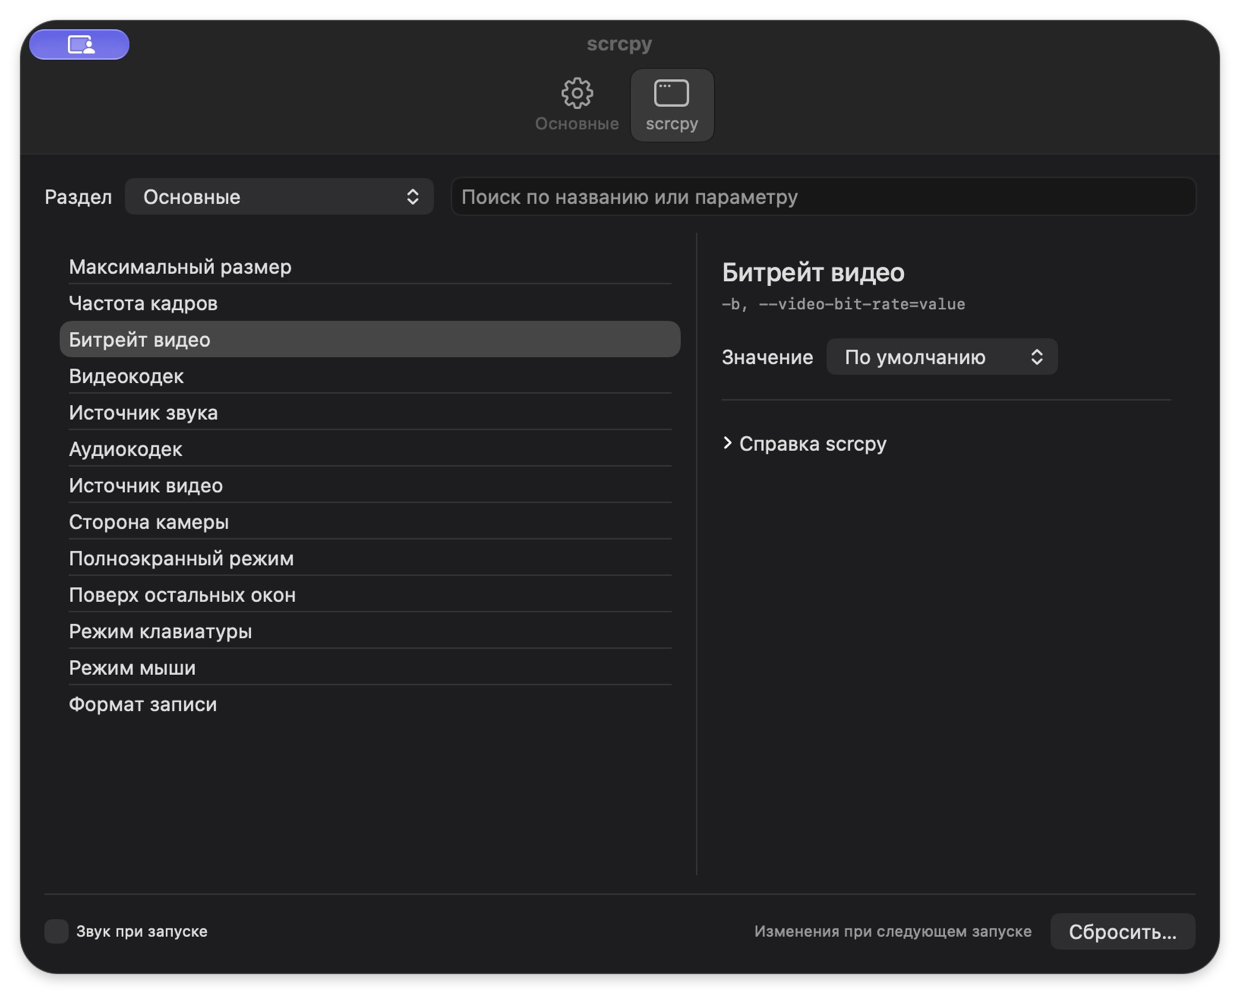 scrcpy
Основные
scrcpy
Раздел
Основные
Поиск по названию или параметру
Максимальный размер
Частота кадров
Битрейт видео
Видеокодек
Источник звука
Аудиокодек
Источник видео
Сторона камеры
Полноэкранный режим
Поверх остальных окон
Режим клавиатуры
Режим мыши
Формат записи
Битрейт видео
-b, --video-bit-rate=value
Значение
По умолчанию
Справка scrcpy
Звук при запуске
Изменения при следующем запуске
Сбросить...